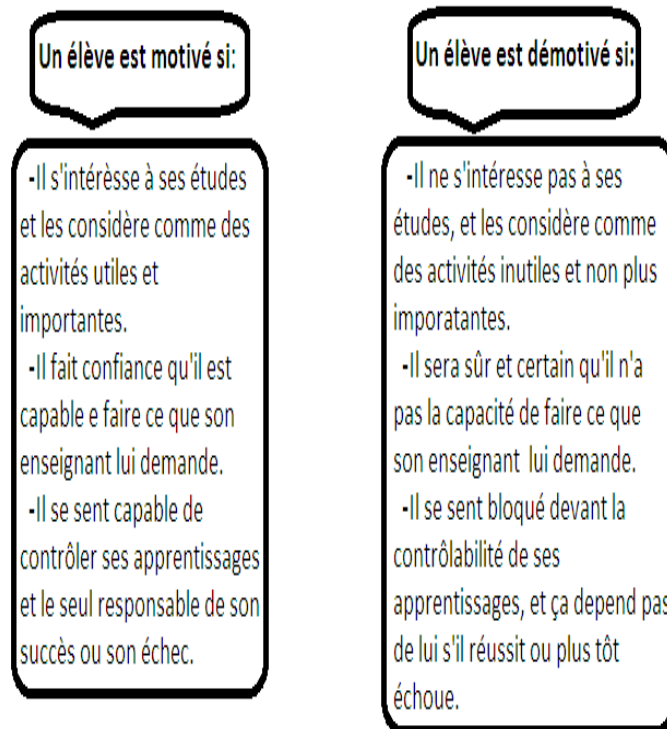 Un élève est motivé si:
-Il s'intérèsse à ses études
et les considère comme des
activités utiles et
importantes.
-Il fait confiance qu'il est
capable e faire ce que son
enseignant lui demande.
-Il se sent capable de
contrôler ses apprentissages
et le seul responsable de son
succès ou son échec.
Un élève est démotivé si:
-Il ne s'intéresse pas à ses
études, et les considère comme
des activités inutiles et non plus
imporatantes.
-Il sera sûr et certain qu'il n'a
pas la capacité de faire ce que
son enseignant lui demande.
-Il se sent bloqué devant la
contrôlabilité de ses
apprentissages, et ça depend pas
de lui s'il réussit ou plus tôt
échoue.